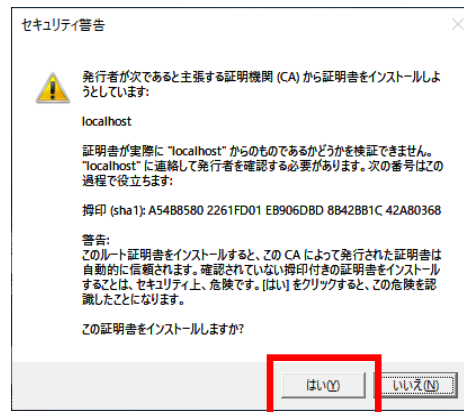 セキュリティ警告
発行者が次であると主張する証明機関 (CA) から証明書をインストールしよ
うとしています:
localhost
証明書が実際に "localhost" からのものであるかどうかを検証できません。
"localhost" に連絡して発行者を確認する必要があります。次の番号はこの
過程で役立ちます:
拇印 (sha1): A54B8580 2261FD01 EB906DBD 8B42BB1C 42A80368
警告:
このルート証明書をインストールすると、この CA によって発行された証明書は
自動的に信頼されます。確認されていない拇印付きの証明書をインストール
することは、セキュリティ上、危険です。[はい] をクリックすると、この危険を認
識したことになります。
この証明書をインストールしますか?
はい(Y)
いいえ(N)